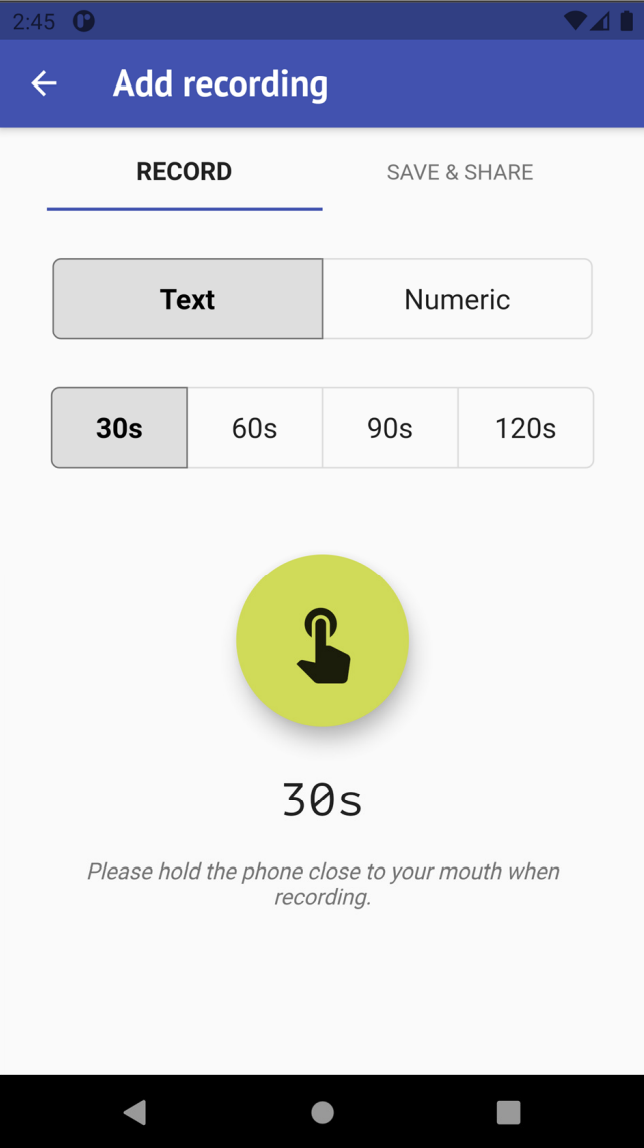 2:45
Add recording
RECORD
SAVE & SHARE
Text
Numeric
30s
60s
90s
120s
30s
Please hold the phone close to your mouth when
recording.